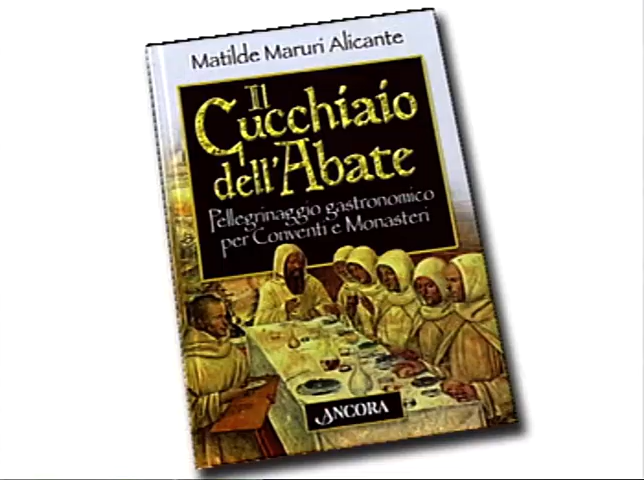 Matilde Maruri Alicante
Il
Cucchiaio
dell'Abate
Pellegrinaggio gastronomico
per Conventi e Monasteri
ANCORA